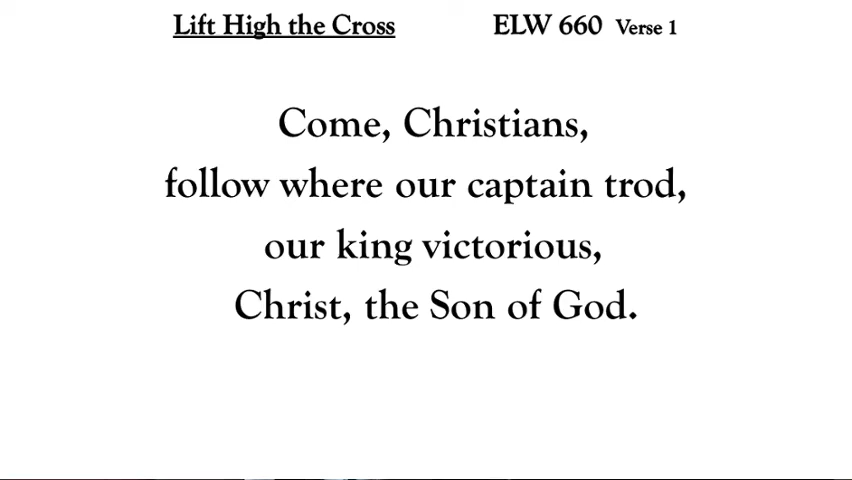 Lift High the Cross ELW 660 Verse 1
Come, Christians,
follow where our captain trod,
our king victorious,
Christ, the Son of God.